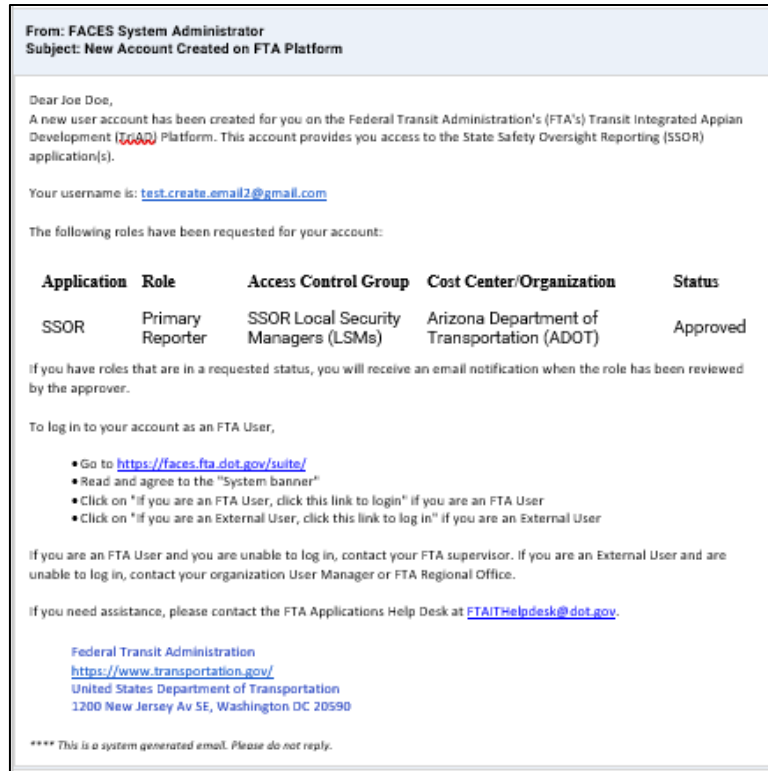 From: FACES System Administrator
Subject: New Account Created on FTA Platform
Dear Joe Doe,
A new user account has been created for you on the Federal Transit Administration's (FTA's) Transit Integrated Appian
Development (TriAD) Platform. This account provides you access to the State Safety Oversight Reporting (SSOR)
application(s).
Your username is: test.create.email2@gmail.com
The following roles have been requested for your account:
Application Role Access Control Group Cost Center/Organization Status
SSOR Primary Reporter SSOR Local Security Managers (LSMs) Arizona Department of Transportation (ADOT) Approved
If you have roles that are in a requested status, you will receive an email notification when the role has been reviewed
by the approver.
To log in to your account as an FTA User,
•Go to https://faces.fta.dot.gov/suite/
•Read and agree to the "System banner"
•Click on "If you are an FTA User, click this link to login" if you are an FTA User
•Click on "If you are an External User, click this link to log in" if you are an External User
If you are an FTA User and you are unable to log in, contact your FTA supervisor. If you are an External User and are
unable to log in, contact your organization User Manager or FTA Regional Office.
If you need assistance, please contact the FTA Applications Help Desk at FTAITHelpdesk@dot.gov.
Federal Transit Administration
https://www.transportation.gov/
United States Department of Transportation
1200 New Jersey Av SE, Washington DC 20590
**** This is a system generated email. Please do not reply.